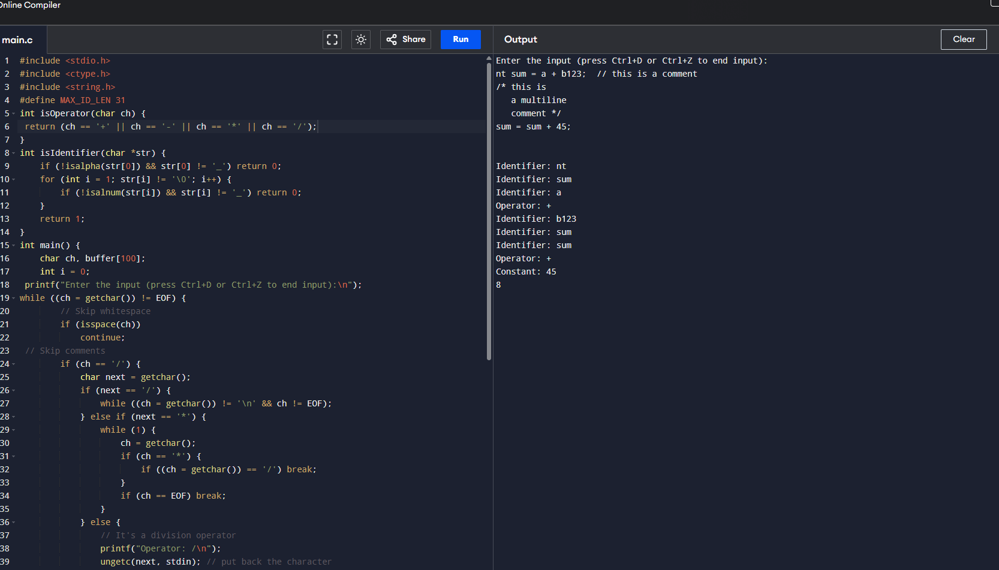 Online Compiler
main.c
Share
Run
Output
Clear
1 #include <stdio.h>
2 #include <ctype.h>
3 #include <string.h>
4 #define MAX_ID_LEN 31
5 int isOperator(char ch) {
6  return (ch == '+' || ch == '-' || ch == '*' || ch == '/');
7 }
8 int isIdentifier(char *str) {
9     if (!isalpha(str[0]) && str[0] != '_') return 0;
10     for (int i = 1; str[i] != '\0'; i++) {
11         if (!isalnum(str[i]) && str[i] != '_') return 0;
12     }
13     return 1;
14 }
15 int main() {
16     char ch, buffer[100];
17     int i = 0;
18  printf("Enter the input (press Ctrl+D or Ctrl+Z to end input):\n");
19 while ((ch = getchar()) != EOF) {
20         // Skip whitespace
21         if (isspace(ch))
22             continue;
23  // Skip comments
24         if (ch == '/') {
25             char next = getchar();
26             if (next == '/') {
27                 while ((ch = getchar()) != '\n' && ch != EOF);
28             } else if (next == '*') {
29                 while (1) {
30                     ch = getchar();
31                     if (ch == '*') {
32                         if ((ch = getchar()) == '/') break;
33                     }
34                     if (ch == EOF) break;
35                 }
36             } else {
37                 // It's a division operator
38                 printf("Operator: /\n");
39                 ungetc(next, stdin); // put back the character
Enter the input (press Ctrl+D or Ctrl+Z to end input):
nt sum = a + b123;  // this is a comment
/* this is
   a multiline
   comment */
sum = sum + 45;
Identifier: nt
Identifier: sum
Identifier: a
Operator: +
Identifier: b123
Identifier: sum
Identifier: sum
Operator: +
Constant: 45
8